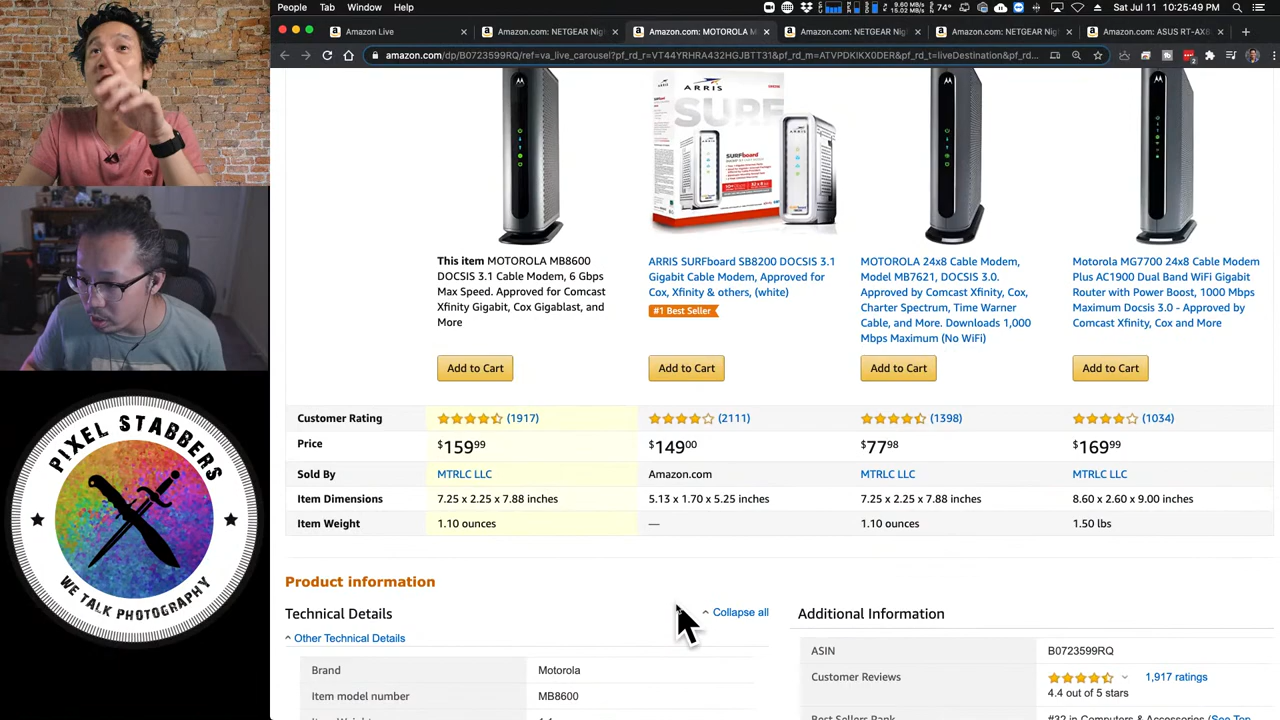 People Tab Window Help
74° Sat Jul 11 10:25:49 PM
Amazon Live
Amazon.com: NETGEAR Nig
Amazon.com: MOTOROLA M
Amazon.com: NETGEAR Nig
Amazon.com: NETGEAR Nig
Amazon.com: ASUS RT-AX8
amazon.com/dp/B0723599RQ/ref=va_live_carousel?pf_rd_r=VT44YRHRA432HGJBTT31&pf_rd_m=ATVPDKIKX0DER&pf_rd_t=liveDestination&pf_rd...
ARRIS
SURF
SURFboard
This item MOTOROLA MB8600
DOCSIS 3.1 Cable Modem, 6 Gbps
Max Speed. Approved for Comcast
Xfinity Gigabit, Cox Gigablast, and
More
ARRIS SURFboard SB8200 DOCSIS 3.1
Gigabit Cable Modem, Approved for
Cox, Xfinity & others, (white)
#1 Best Seller
MOTOROLA 24x8 Cable Modem,
Model MB7621, DOCSIS 3.0.
Approved by Comcast Xfinity, Cox,
Charter Spectrum, Time Warner
Cable, and More. Downloads 1,000
Mbps Maximum (No WiFi)
Motorola MG7700 24x8 Cable Modem
Plus AC1900 Dual Band WiFi Gigabit
Router with Power Boost, 1000 Mbps
Maximum Docsis 3.0 - Approved by
Comcast Xfinity, Cox and More
Add to Cart Add to Cart Add to Cart Add to Cart
Customer Rating (1917) (2111) (1398) (1034)
Price $159.99 $149.00 $77.98 $169.99
Sold By MTRLC LLC Amazon.com MTRLC LLC MTRLC LLC
Item Dimensions 7.25 x 2.25 x 7.88 inches 5.13 x 1.70 x 5.25 inches 7.25 x 2.25 x 7.88 inches 8.60 x 2.60 x 9.00 inches
Item Weight 1.10 ounces — 1.10 ounces 1.50 lbs
Product information
Technical Details Collapse all
Other Technical Details
Brand Motorola
Item model number MB8600
Additional Information
ASIN B0723599RQ
Customer Reviews 1,917 ratings
4.4 out of 5 stars
#32 in Computers & Accessories (See Top
PIXEL STABBERS
WE TALK PHOTOGRAPHY